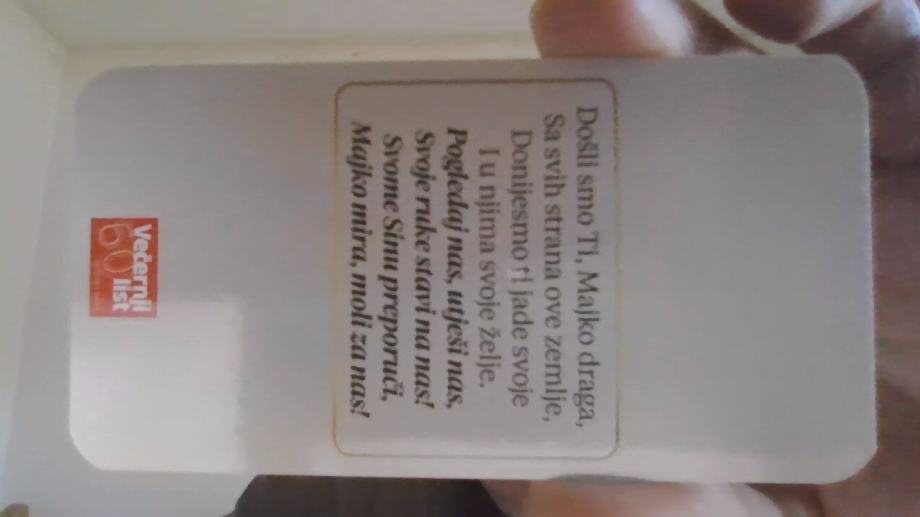 Došli smo Ti, Majko draga,
Sa svih strana ove zemlje,
Donijesmo ti jade svoje
I u njima svoje želje.
Pogledaj nas, utješi nas,
Svoje ruke stavi na nas!
Svome Sinu preporuči,
Majko mira, moli za nas!
Večernji
60 list